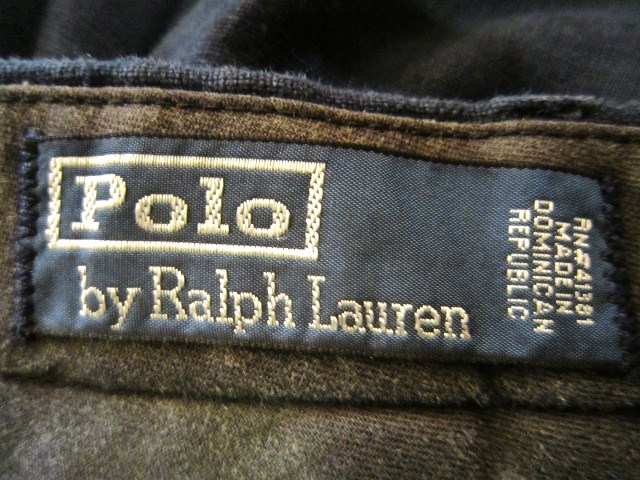 Polo
by Ralph Lauren
RN#41381
MADE IN
DOMINICAN
REPUBLIC